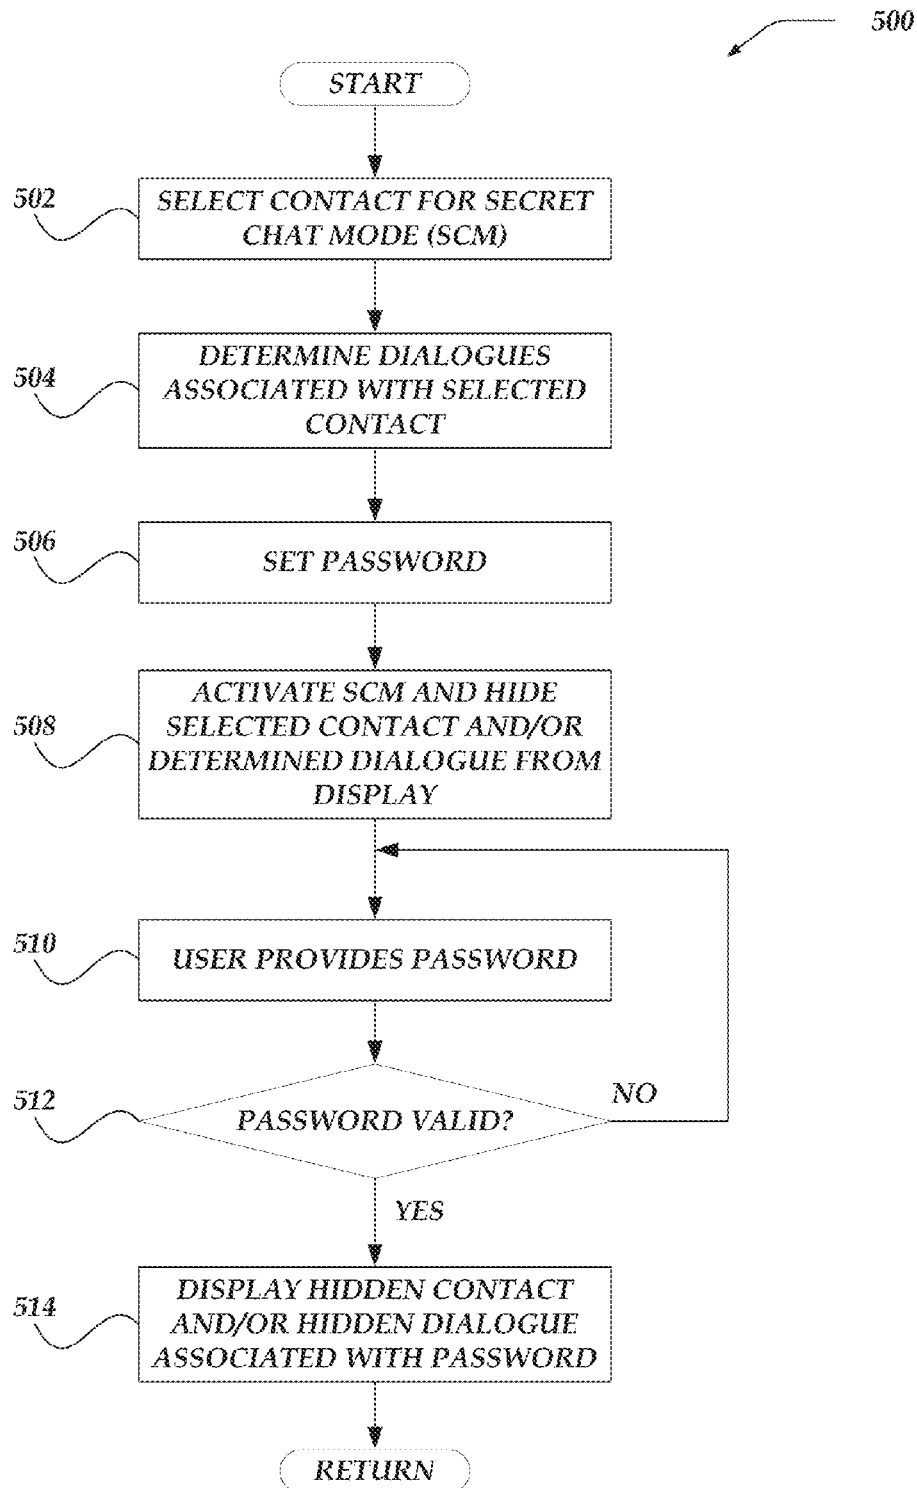 500
START
502
SELECT CONTACT FOR SECRET
CHAT MODE (SCM)
504
DETERMINE DIALOGUES
ASSOCIATED WITH SELECTED
CONTACT
506
SET PASSWORD
508
ACTIVATE SCM AND HIDE
SELECTED CONTACT AND/OR
DETERMINED DIALOGUE FROM
DISPLAY
510
USER PROVIDES PASSWORD
512
PASSWORD VALID?
NO
YES
514
DISPLAY HIDDEN CONTACT
AND/OR HIDDEN DIALOGUE
ASSOCIATED WITH PASSWORD
RETURN